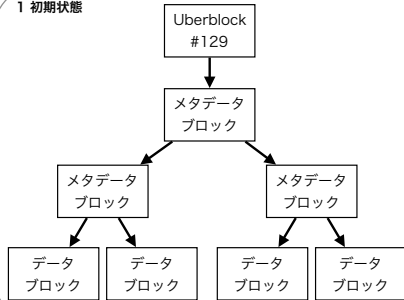 1 初期状態
Uberblock
#129
メタデータ
ブロック
メタデータ
ブロック
メタデータ
ブロック
データ
ブロック
データ
ブロック
データ
ブロック
データ
ブロック